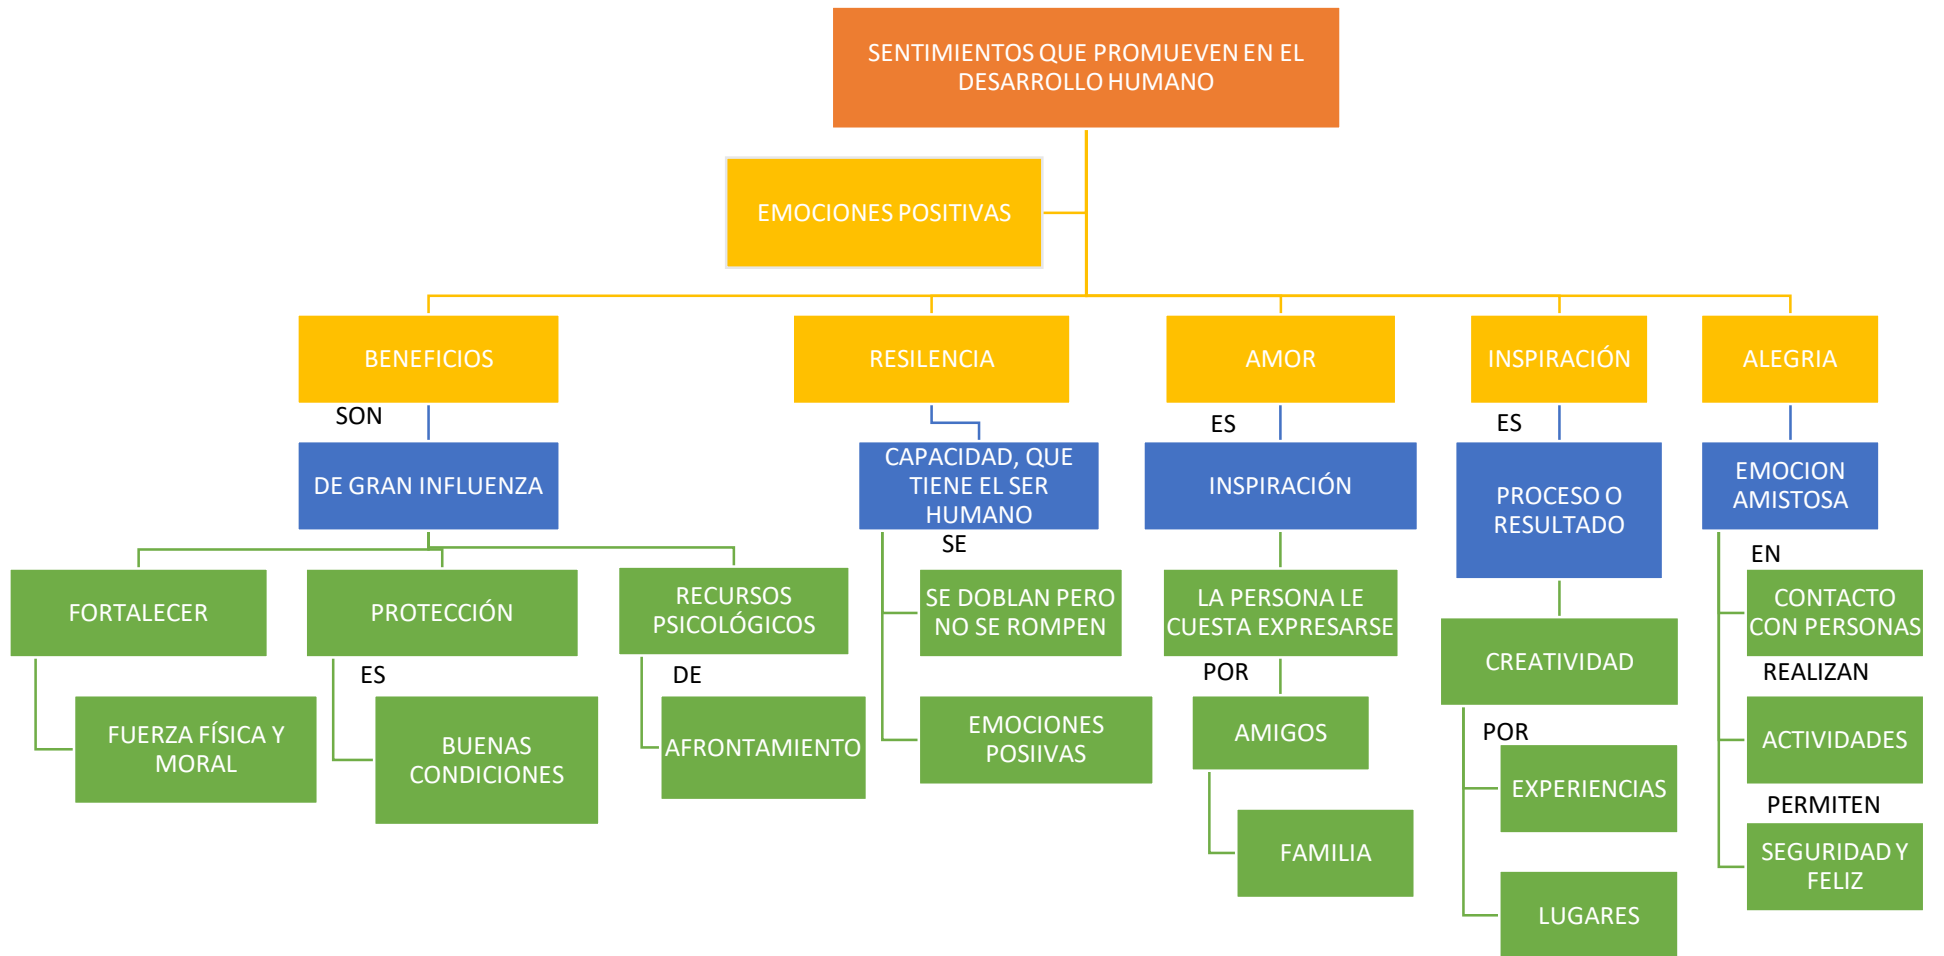 SENTIMIENTOS QUE PROMUEVEN EN EL
DESARROLLO HUMANO
EMOCIONES POSITIVAS
BENEFICIOS
SON
DE GRAN INFLUENZA
FORTALECER
FUERZA FÍSICA Y
MORAL
PROTECCIÓN
ES
BUENAS
CONDICIONES
RECURSOS
PSICOLÓGICOS
DE
AFRONTAMIENTO
RESILENCIA
CAPACIDAD, QUE
TIENE EL SER
HUMANO
SE
SE DOBLAN PERO
NO SE ROMPEN
EMOCIONES
POSIIVAS
AMOR
ES
INSPIRACIÓN
LA PERSONA LE
CUESTA EXPRESARSE
POR
AMIGOS
FAMILIA
INSPIRACIÓN
ES
PROCESO O
RESULTADO
CREATIVIDAD
POR
EXPERIENCIAS
LUGARES
ALEGRIA
EMOCION
AMISTOSA
EN
CONTACTO
CON PERSONAS
REALIZAN
ACTIVIDADES
PERMITEN
SEGURIDAD Y
FELIZ